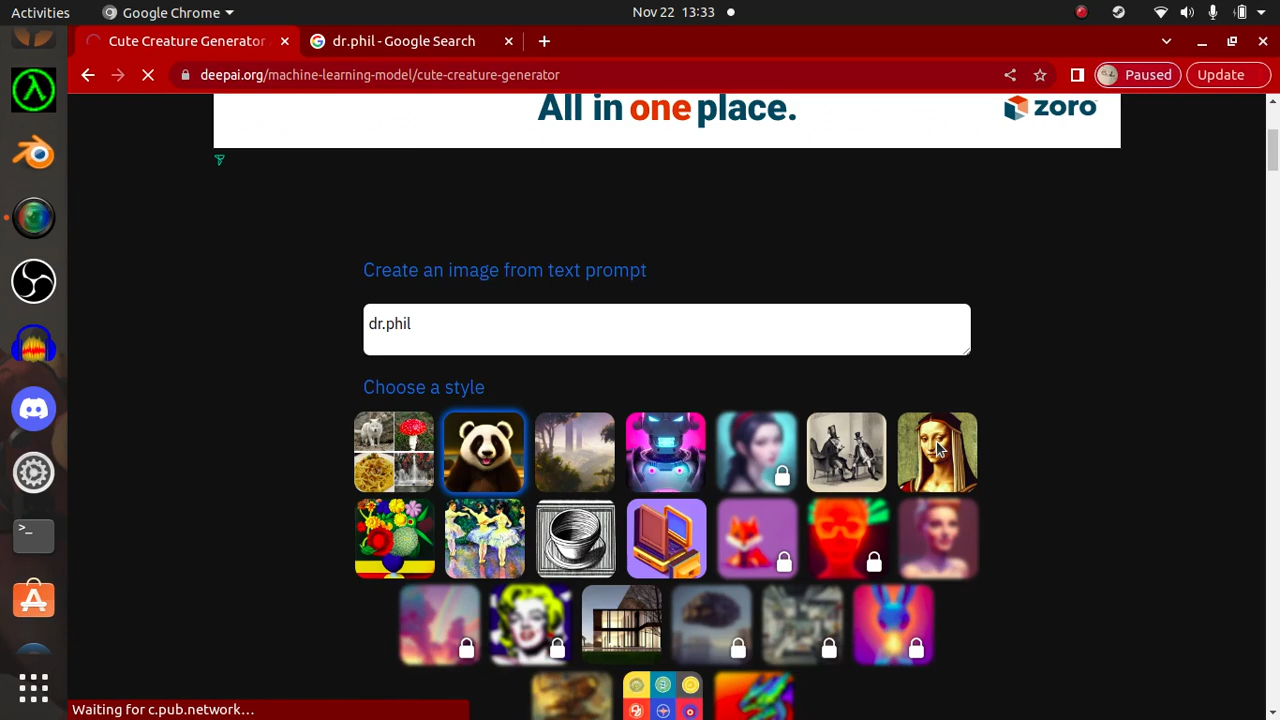 Activities
Google Chrome
Nov 22 13:33
Cute Creature Generator
dr.phil - Google Search
deepai.org/machine-learning-model/cute-creature-generator
Paused
Update
All in one place.
zoro
Create an image from text prompt
dr.phil
Choose a style
Waiting for c.pub.network…